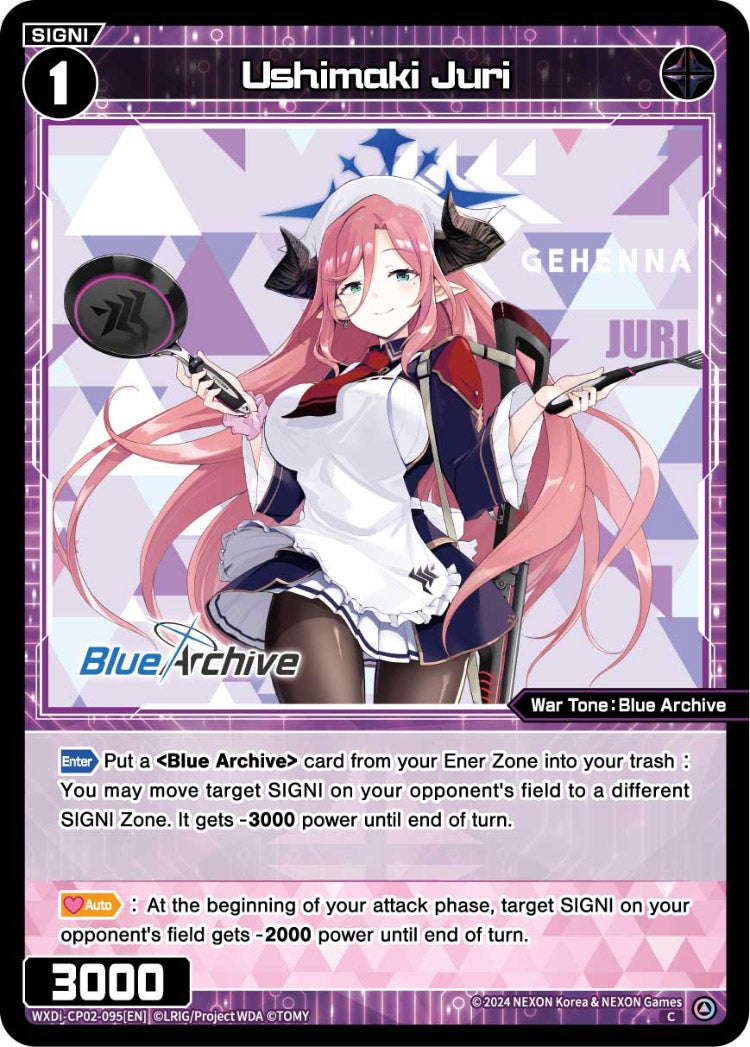 SIGNI
1
Ushimaki Juri
GEHENNA
JURI
Blue Archive
War Tone:Blue Archive
Enter Put a <Blue Archive> card from your Ener Zone into your trash :
You may move target SIGNI on your opponent's field to a different
SIGNI Zone. It gets -3000 power until end of turn.
Auto : At the beginning of your attack phase, target SIGNI on your
opponent's field gets -2000 power until end of turn.
3000
©2024 NEXON Korea & NEXON Games
WXDi-CP02-095[EN] ©LRIG/Project WDA ©TOMY
C